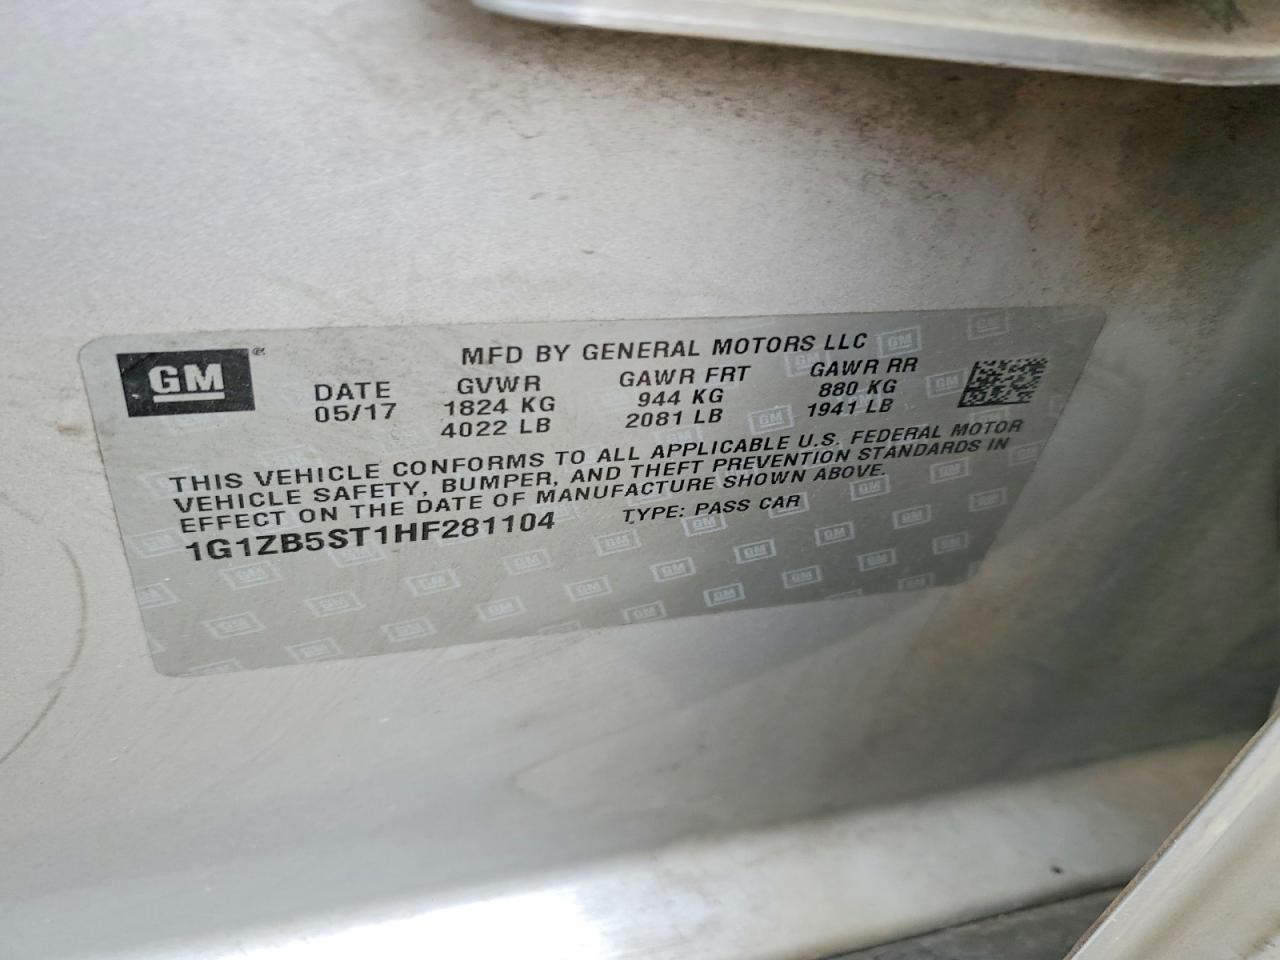 GM®
MFD BY GENERAL MOTORS LLC
DATE GVWR GAWR FRT GAWR RR
05/17 1824 KG 944 KG 880 KG
4022 LB 2081 LB 1941 LB
THIS VEHICLE CONFORMS TO ALL APPLICABLE U.S. FEDERAL MOTOR
VEHICLE SAFETY, BUMPER, AND THEFT PREVENTION STANDARDS IN
EFFECT ON THE DATE OF MANUFACTURE SHOWN ABOVE.
1G1ZB5ST1HF281104 TYPE: PASS CAR